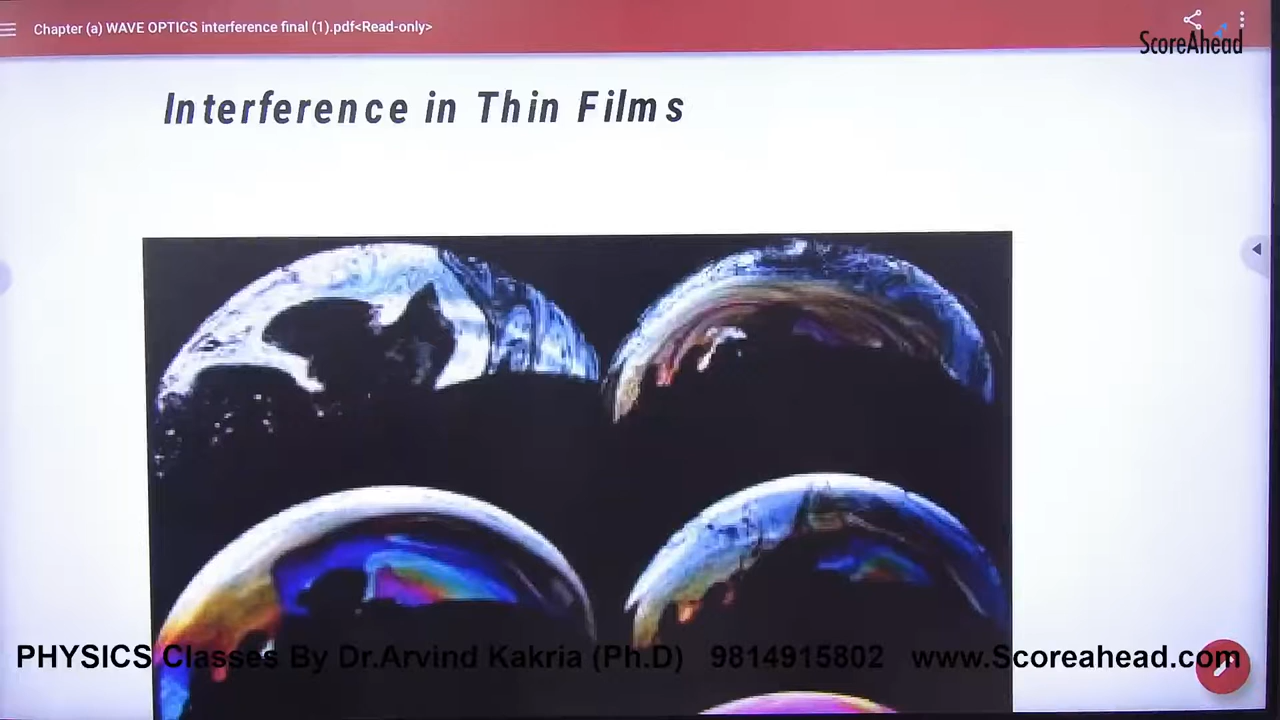 Chapter (a) WAVE OPTICS interference final (1).pdf<Read-only>
ScoreAhead
Interference in Thin Films
PHYSICS Classes By Dr.Arvind Kakria (Ph.D) 9814915802 www.Scoreahead.com